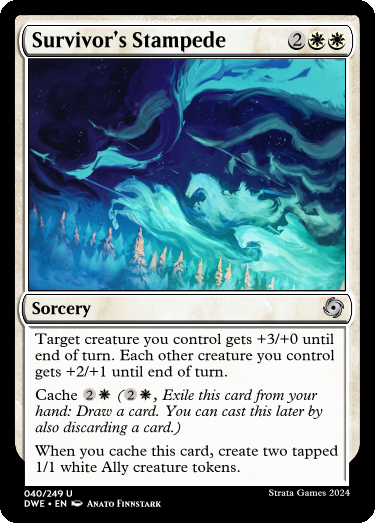 Survivor's Stampede 2
Sorcery
Target creature you control gets +3/+0 until
end of turn. Each other creature you control
gets +2/+1 until end of turn.
Cache 2 (2, Exile this card from your
hand: Draw a card. You can cast this later by
also discarding a card.)
When you cache this card, create two tapped
1/1 white Ally creature tokens.
040/249 U
Strata Games 2024
DWE • EN Anato Finnstark